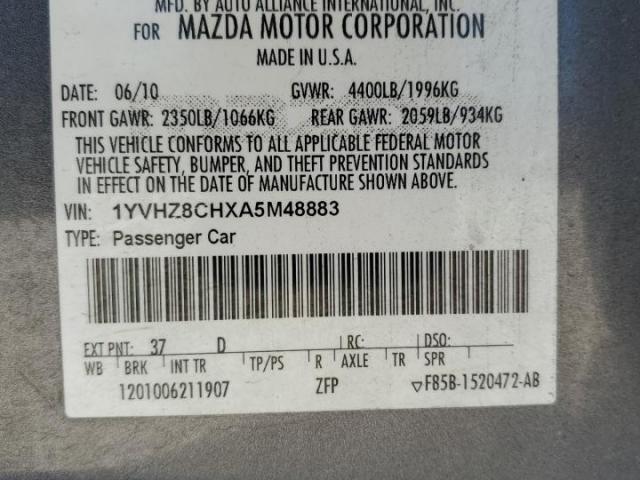 MFD. BY AUTO ALLIANCE INTERNATIONAL, INC.
FOR MAZDA MOTOR CORPORATION
MADE IN U.S.A.
DATE: 06/10 GVWR: 4400LB/1996KG
FRONT GAWR: 2350LB/1066KG REAR GAWR: 2059LB/934KG
THIS VEHICLE CONFORMS TO ALL APPLICABLE FEDERAL MOTOR
VEHICLE SAFETY, BUMPER, AND THEFT PREVENTION STANDARDS
IN EFFECT ON THE DATE OF MANUFACTURE SHOWN ABOVE.
VIN: 1YVHZ8CHXA5M48883
TYPE: Passenger Car
EXT PNT: 37 D RC: DSO:
WB BRK INT TR TP/PS R AXLE TR SPR
1201006211907 ZFP ▽FB5B-1520472-AB